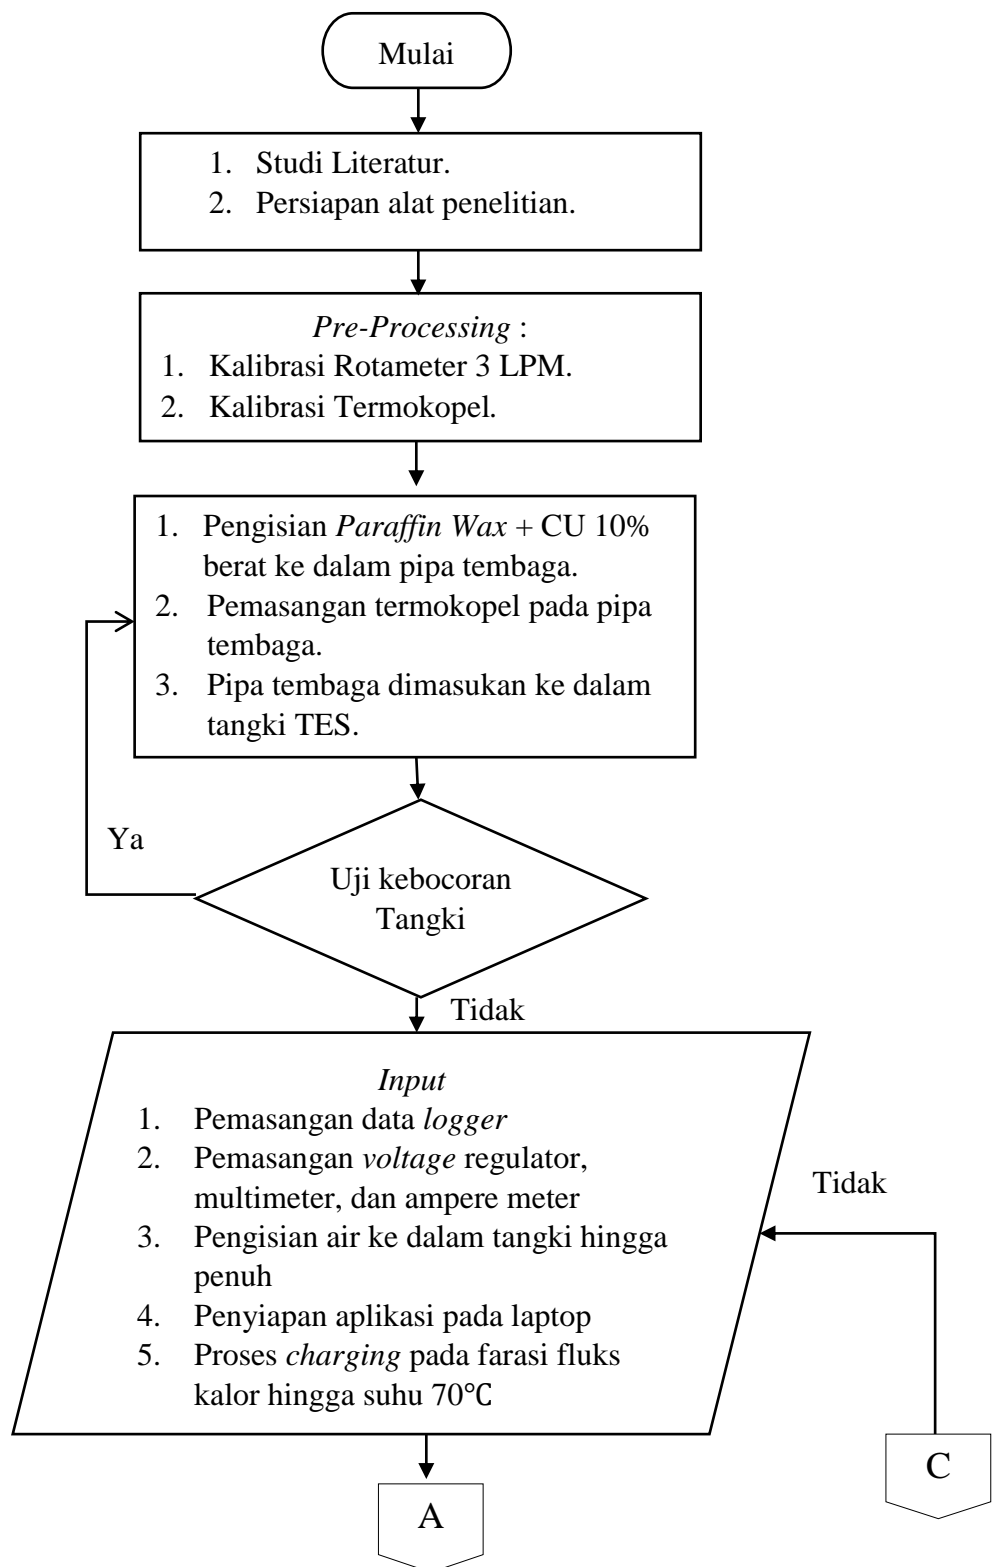 Mulai
1. Studi Literatur.
2. Persiapan alat penelitian.
Pre-Processing :
1. Kalibrasi Rotameter 3 LPM.
2. Kalibrasi Termokopel.
1. Pengisian Paraffin Wax + CU 10%
berat ke dalam pipa tembaga.
2. Pemasangan termokopel pada pipa
tembaga.
3. Pipa tembaga dimasukan ke dalam
tangki TES.
Ya
Uji kebocoran
Tangki
Tidak
Input
1. Pemasangan data logger
2. Pemasangan voltage regulator,
multimeter, dan ampere meter
3. Pengisian air ke dalam tangki hingga
penuh
4. Penyiapan aplikasi pada laptop
5. Proses charging pada farasi fluks
kalor hingga suhu 70℃
Tidak
C
A